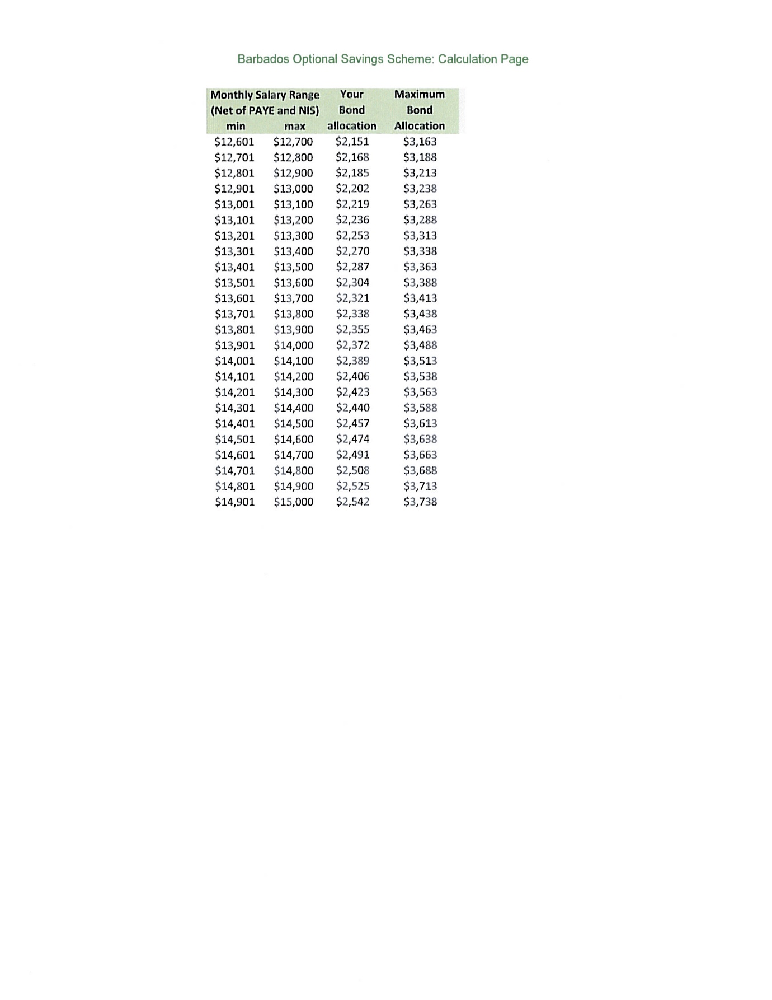 Barbados Optional Savings Scheme: Calculation Page
Monthly Salary Range Your Maximum
(Net of PAYE and NIS) Bond Bond
min max allocation Allocation
$12,601 $12,700 $2,151 $3,163
$12,701 $12,800 $2,168 $3,188
$12,801 $12,900 $2,185 $3,213
$12,901 $13,000 $2,202 $3,238
$13,001 $13,100 $2,219 $3,263
$13,101 $13,200 $2,236 $3,288
$13,201 $13,300 $2,253 $3,313
$13,301 $13,400 $2,270 $3,338
$13,401 $13,500 $2,287 $3,363
$13,501 $13,600 $2,304 $3,388
$13,601 $13,700 $2,321 $3,413
$13,701 $13,800 $2,338 $3,438
$13,801 $13,900 $2,355 $3,463
$13,901 $14,000 $2,372 $3,488
$14,001 $14,100 $2,389 $3,513
$14,101 $14,200 $2,406 $3,538
$14,201 $14,300 $2,423 $3,563
$14,301 $14,400 $2,440 $3,588
$14,401 $14,500 $2,457 $3,613
$14,501 $14,600 $2,474 $3,638
$14,601 $14,700 $2,491 $3,663
$14,701 $14,800 $2,508 $3,688
$14,801 $14,900 $2,525 $3,713
$14,901 $15,000 $2,542 $3,738